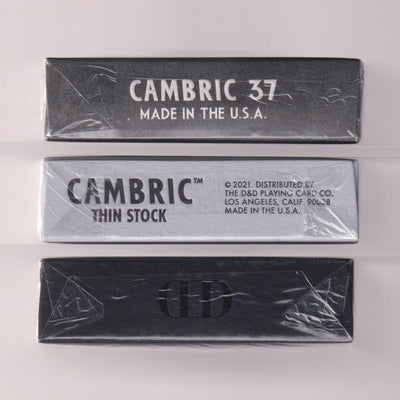 CAMBRIC 37
MADE IN THE U.S.A.
CAMBRIC™
THIN STOCK
© 2021. DISTRIBUTED BY
THE D&D PLAYING CARD CO.
LOS ANGELES, CALIF. 90028
MADE IN THE U.S.A.